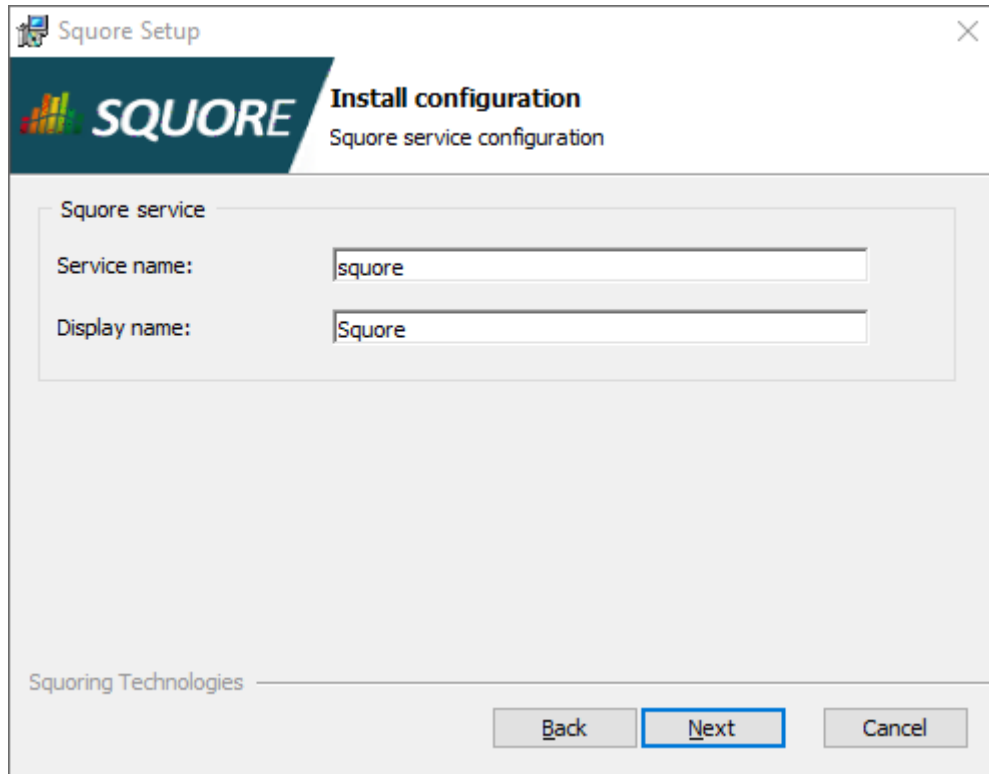 Squore Setup
SQUORE
Install configuration
Squore service configuration
Squore service
Service name:
squore
Display name:
Squore
Squoring Technologies
Back
Next
Cancel